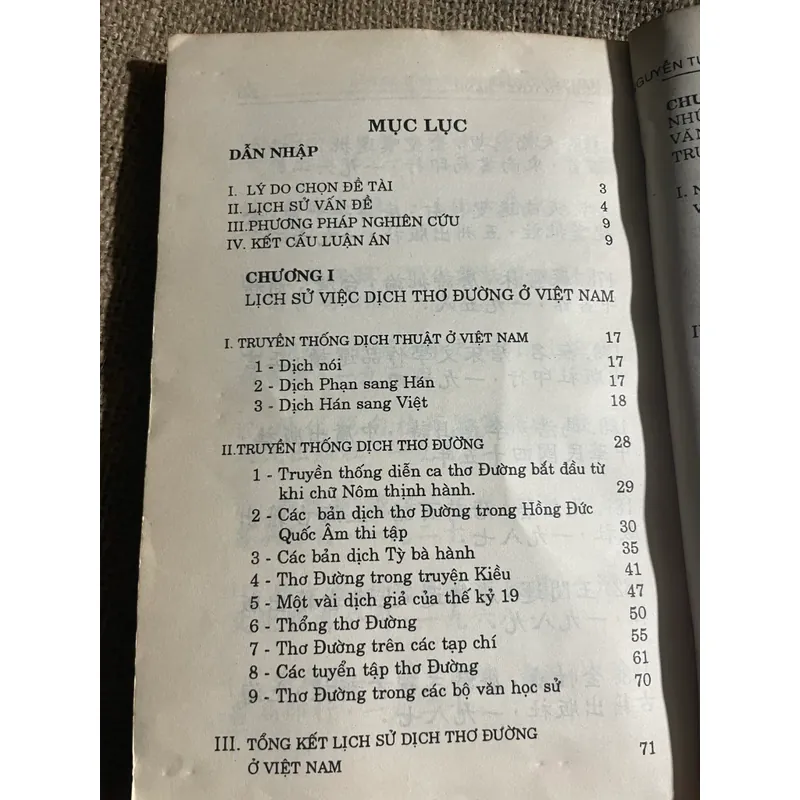 MỤC LỤC
DẪN NHẬP
I. LÝ DO CHỌN ĐỀ TÀI 3
II. LỊCH SỬ VẤN ĐỀ 4
III.PHƯƠNG PHÁP NGHIÊN CỨU 9
IV. KẾT CẤU LUẬN ÁN 9
CHƯƠNG I
LỊCH SỬ VIỆC DỊCH THƠ ĐƯỜNG Ở VIỆT NAM
I. TRUYỀN THỐNG DỊCH THUẬT Ở VIỆT NAM 17
1 - Dịch nói 17
2 - Dịch Phạn sang Hán 17
3 - Dịch Hán sang Việt 18
II.TRUYỀN THỐNG DỊCH THƠ ĐƯỜNG 28
1 - Truyền thống diễn ca thơ Đường bắt đầu từ
khi chữ Nôm thịnh hành. 29
2 - Các bản dịch thơ Đường trong Hồng Đức
Quốc Âm thi tập 30
3 - Các bản dịch Tỳ bà hành 35
4 - Thơ Đường trong truyện Kiều 41
5 - Một vài dịch giả của thế kỷ 19 47
6 - Thổng thơ Đường 50
7 - Thơ Đường trên các tạp chí 55
8 - Các tuyển tập thơ Đường 61
9 - Thơ Đường trong các bộ văn học sử 70
III. TỔNG KẾT LỊCH SỬ DỊCH THƠ ĐƯỜNG
Ở VIỆT NAM 71
NGUYỄN
I.